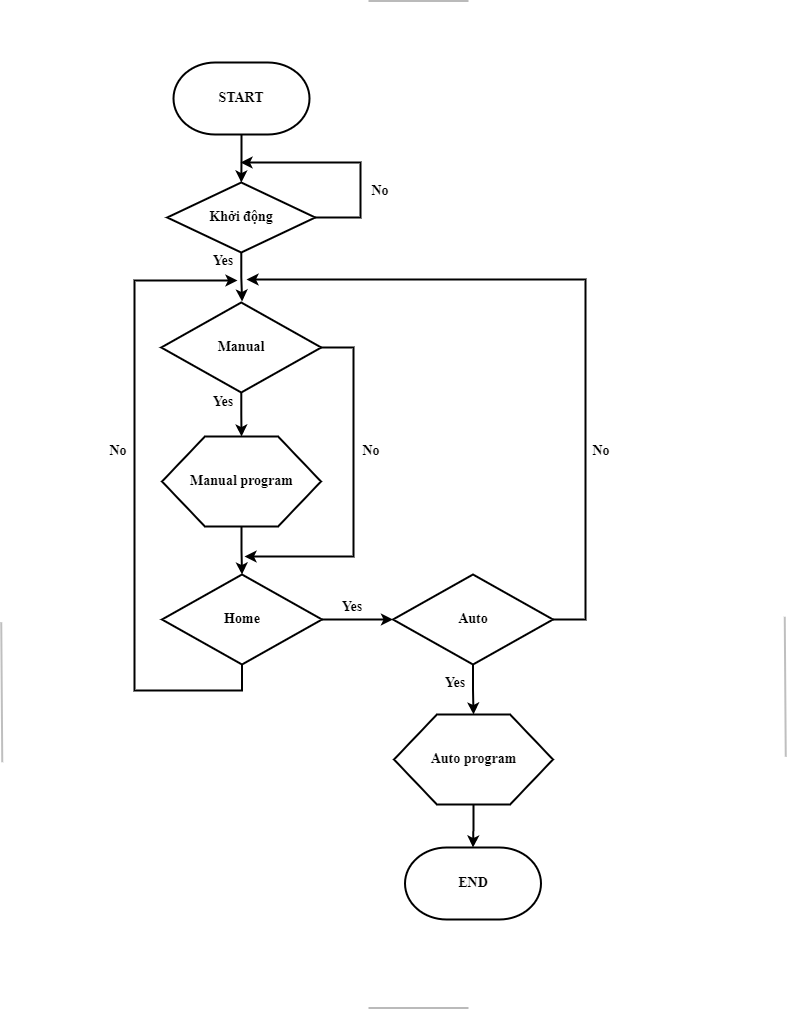 START
No
Khởi động
Yes
Manual
Yes
No
No
No
Manual program
Home
Yes
Auto
Yes
Auto program
END